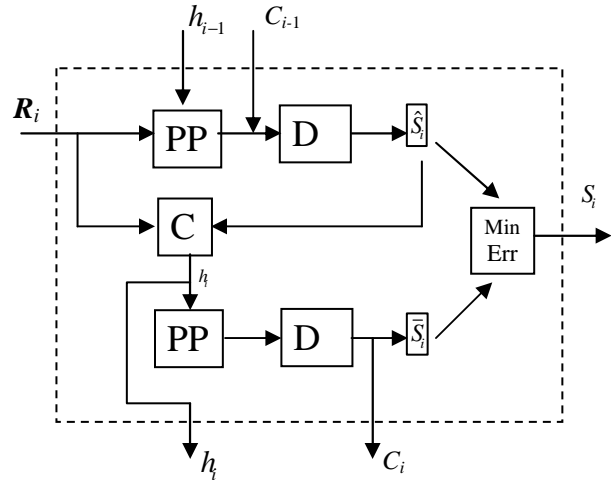 h_{i-1} C_{i-1}
R_i
PP D Ŝ_i
C
h_i
Min
Err
S_i
PP D S̄_i
h_i C_i